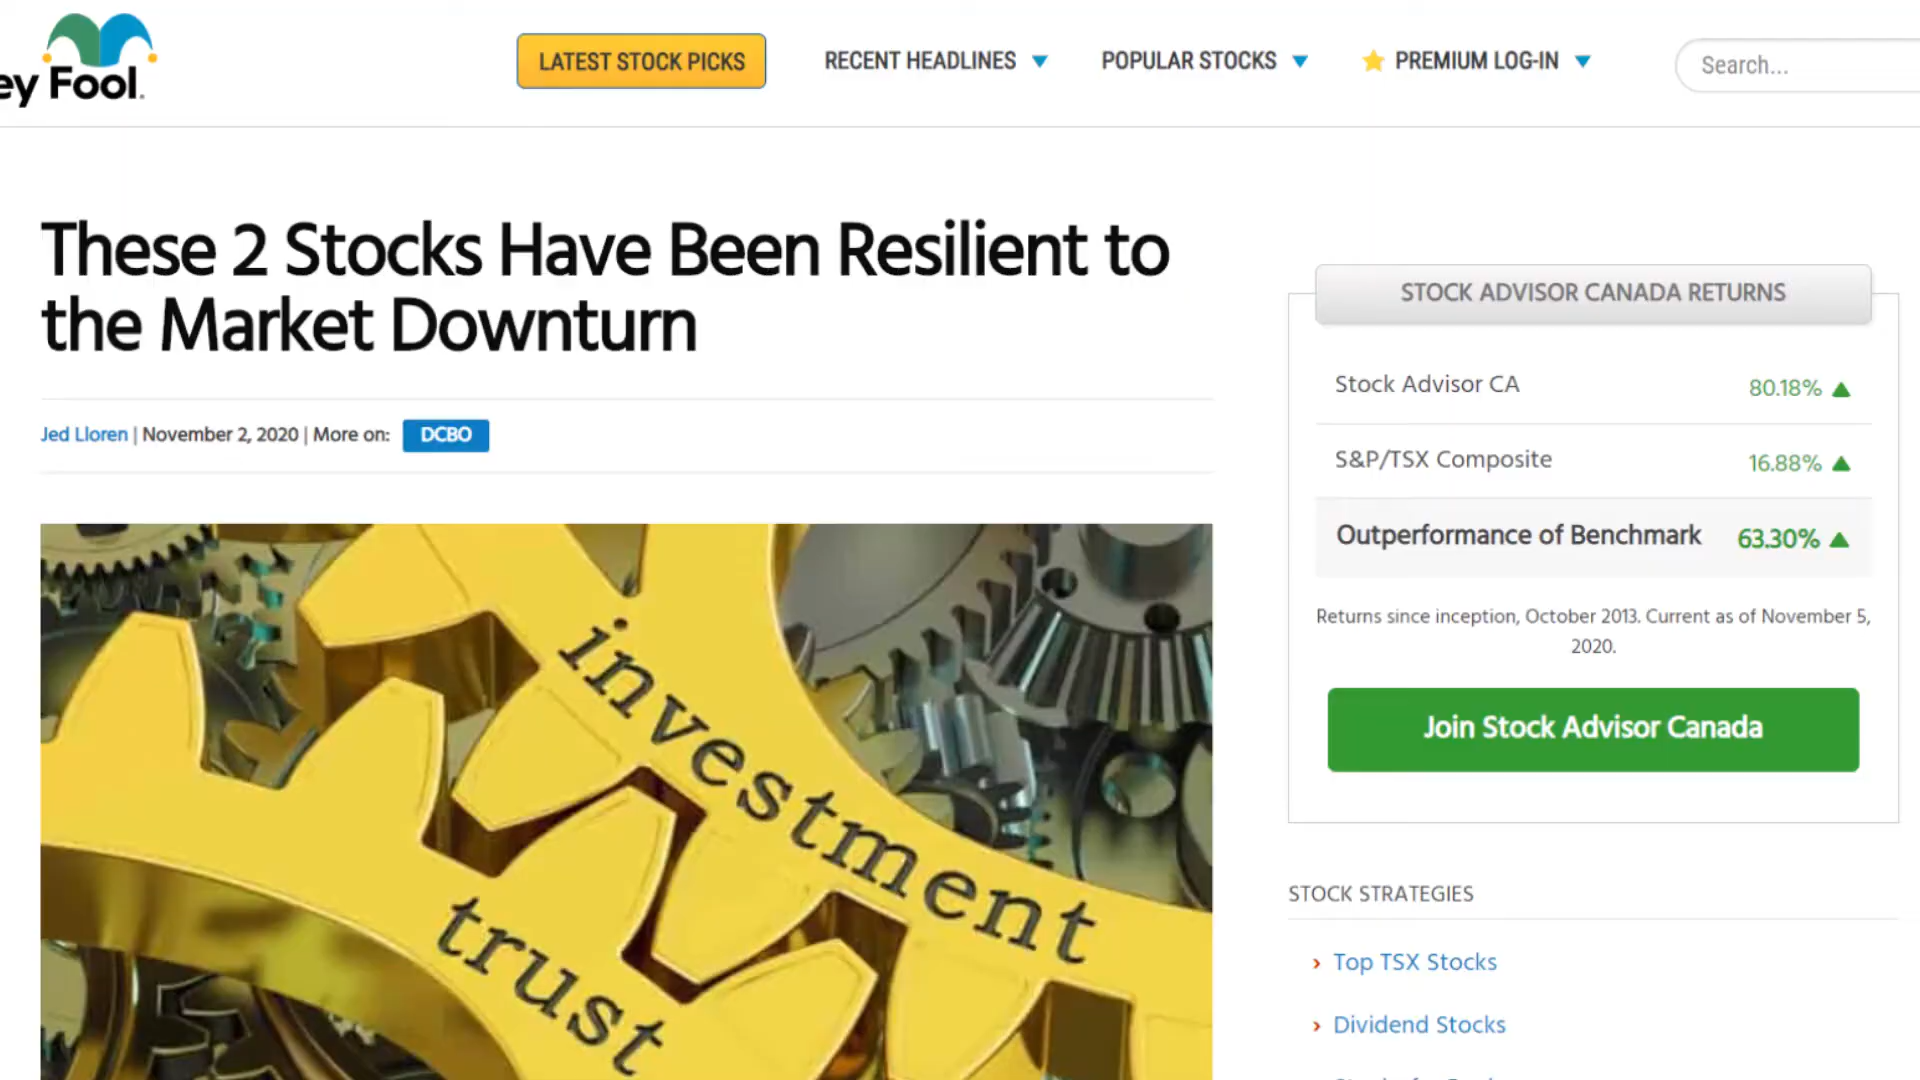 ey Fool.
LATEST STOCK PICKS
RECENT HEADLINES
POPULAR STOCKS
PREMIUM LOG-IN
Search...
These 2 Stocks Have Been Resilient to
the Market Downturn
Jed Lloren | November 2, 2020 | More on: DCBO
investment
trust
STOCK ADVISOR CANADA RETURNS
Stock Advisor CA 80.18%
S&P/TSX Composite 16.88%
Outperformance of Benchmark 63.30%
Returns since inception, October 2013. Current as of November 5,
2020.
Join Stock Advisor Canada
STOCK STRATEGIES
Top TSX Stocks
Dividend Stocks